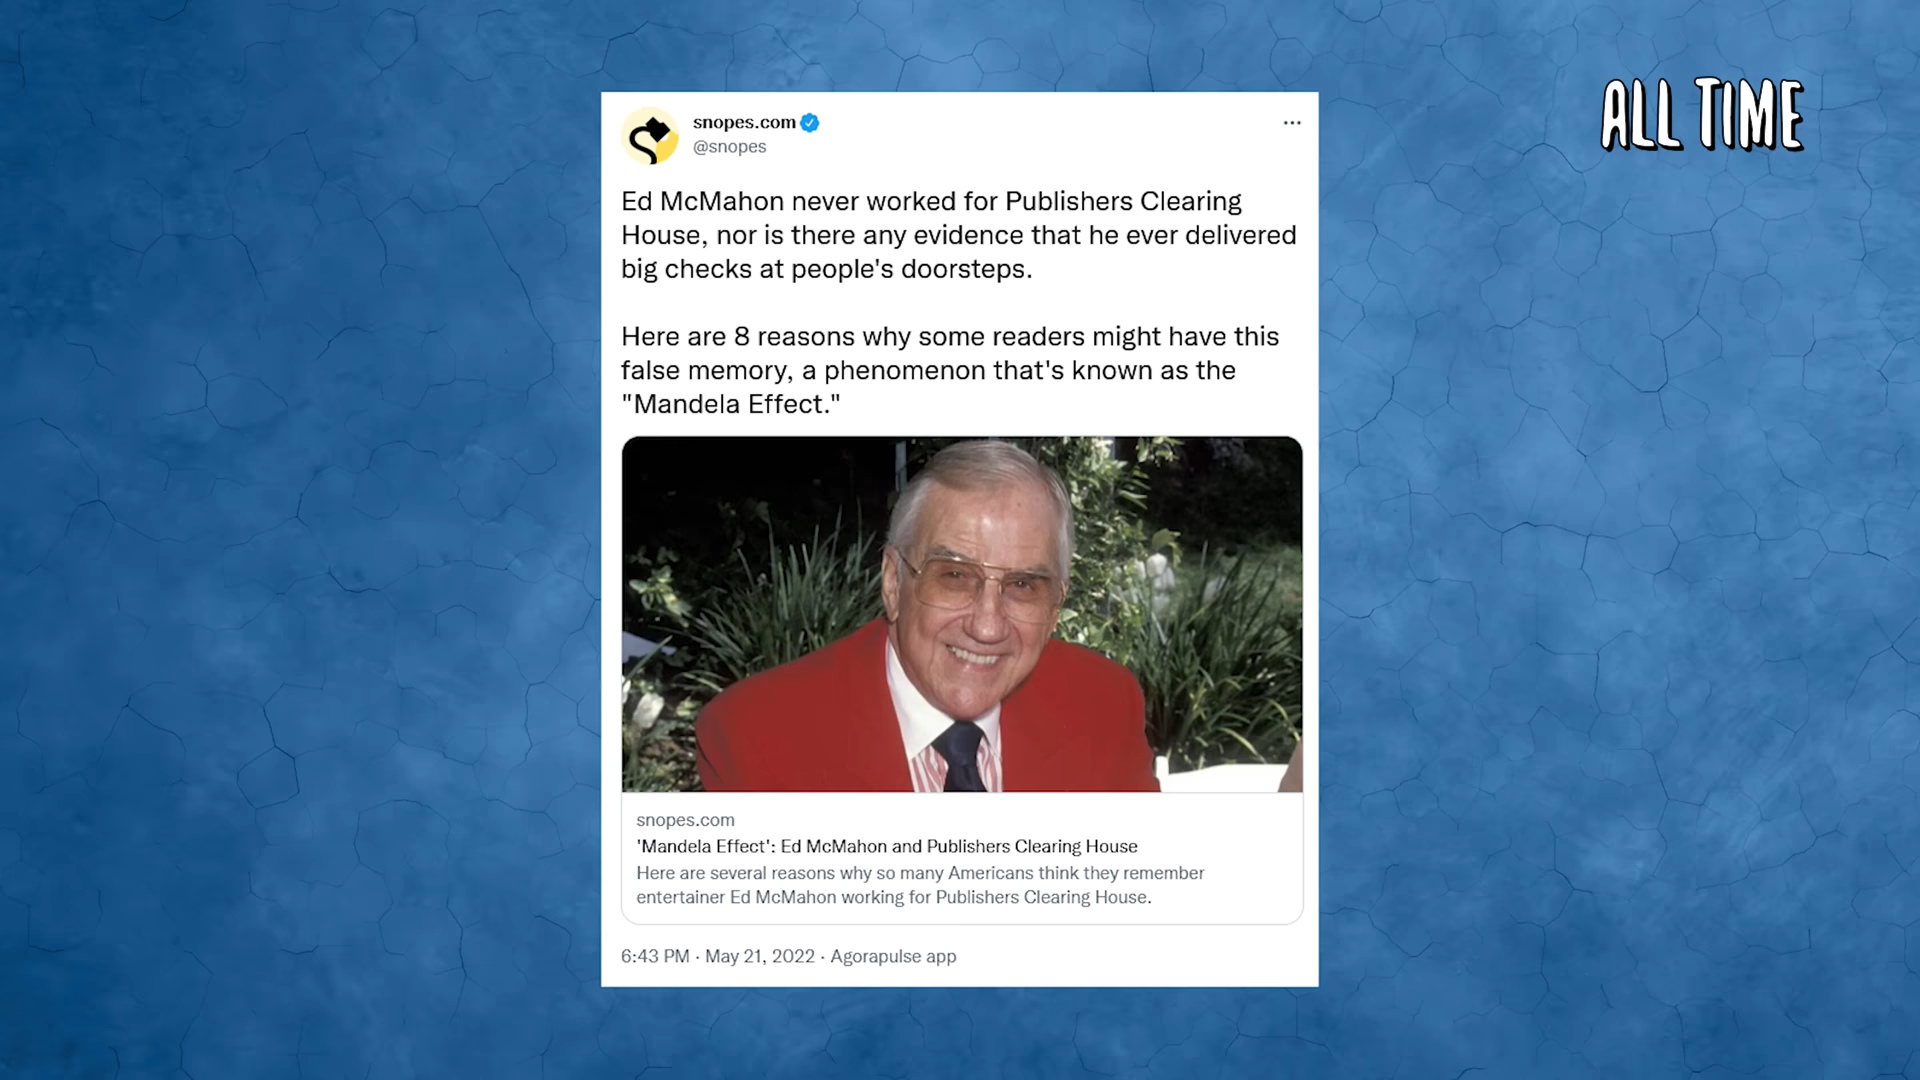 ALL TIME
snopes.com
@snopes
Ed McMahon never worked for Publishers Clearing
House, nor is there any evidence that he ever delivered
big checks at people's doorsteps.
Here are 8 reasons why some readers might have this
false memory, a phenomenon that's known as the
"Mandela Effect."
snopes.com
'Mandela Effect': Ed McMahon and Publishers Clearing House
Here are several reasons why so many Americans think they remember
entertainer Ed McMahon working for Publishers Clearing House.
6:43 PM · May 21, 2022 · Agorapulse app